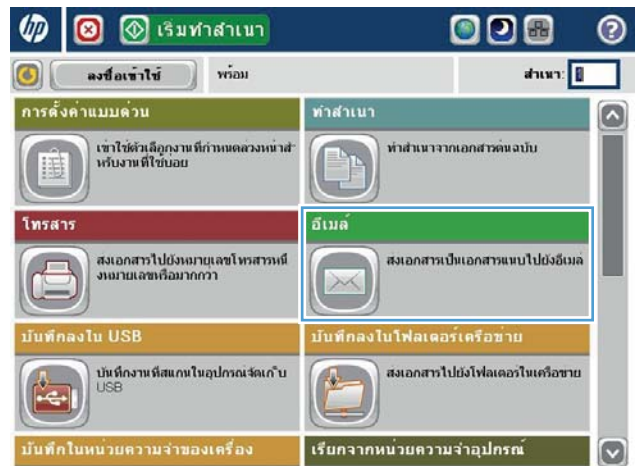 hp
เริ่มทำสำเนา
ลงชื่อเข้าใช้
พร้อม
สำเนา:
การตั้งค่าแบบด่วน
เข้าใช้ตัวเลือกงานที่กำหนดล่วงหน้าสำ
หรับงานที่ใช้บ่อย
ทำสำเนา
ทำสำเนาจากเอกสารต้นฉบับ
โทรสาร
ส่งเอกสารไปยังหมายเลขโทรสารหนึ่
งหมายเลขหรือมากกว่า
อีเมล์
ส่งเอกสารเป็นเอกสารแนบไปยังอีเมล
บันทึกลงใน USB
บันทึกงานที่สแกนในอุปกรณ์จัดเก็บ
USB
บันทึกลงในโฟลเดอร์เครือข่าย
ส่งเอกสารไปยังโฟลเดอร์ในเครือข่าย
บันทึกในหน่วยความจำของเครื่อง
เรียกจากหน่วยความจำอุปกรณ์